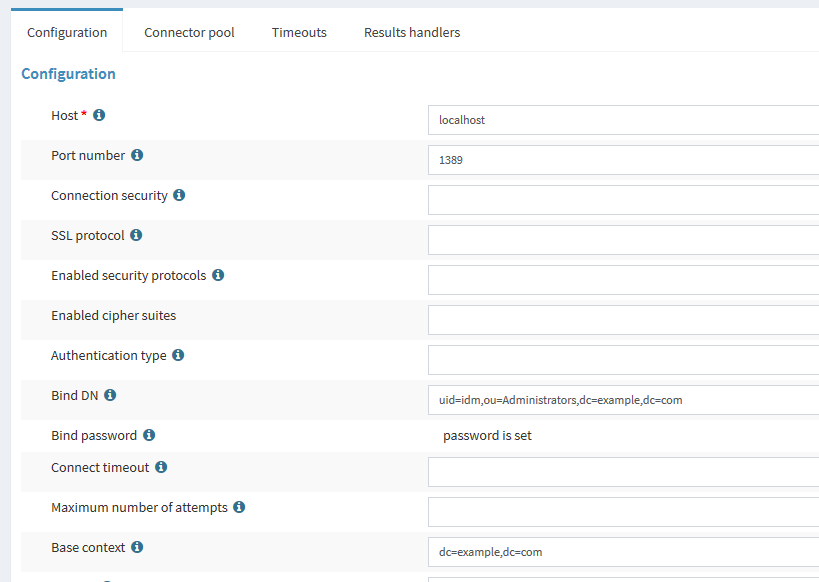 Configuration Connector pool Timeouts Results handlers
Configuration
Host * localhost
Port number 1389
Connection security
SSL protocol
Enabled security protocols
Enabled cipher suites
Authentication type
Bind DN uid=idm,ou=Administrators,dc=example,dc=com
Bind password password is set
Connect timeout
Maximum number of attempts
Base context dc=example,dc=com